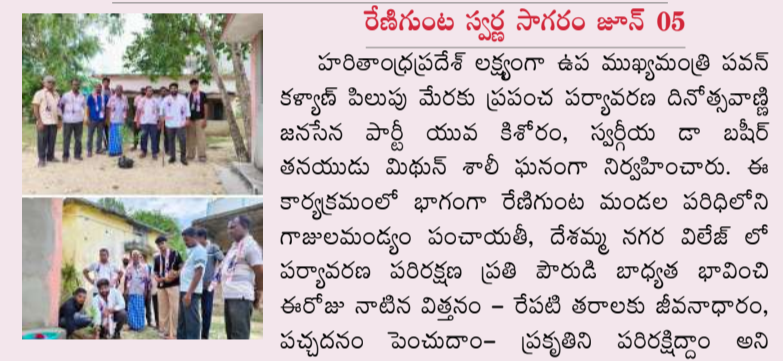 రేణిగుంట స్వర్ణ సాగరం జూన్ 05
హరితాంధ్రప్రదేశ్ లక్ష్యంగా ఉప ముఖ్యమంత్రి పవన్
కళ్యాణ్ పిలుపు మేరకు ప్రపంచ పర్యావరణ దినోత్సవాన్ని
జనసేన పార్టీ యువ కిశోరం, స్వర్గీయ డా బషీర్
తనయుడు మిథున్ శాలీ ఘనంగా నిర్వహించారు. ఈ
కార్యక్రమంలో భాగంగా రేణిగుంట మండల పరిధిలోని
గాజులమండ్యం పంచాయతీ, దేశమ్మ నగర విలేజ్ లో
పర్యావరణ పరిరక్షణ ప్రతి పౌరుడి బాధ్యత భావించి
ఈరోజు నాటిన విత్తనం – రేపటి తరాలకు జీవనాధారం,
పచ్చదనం పెంచుదాం– ప్రకృతిని పరిరక్షిద్దాం అని